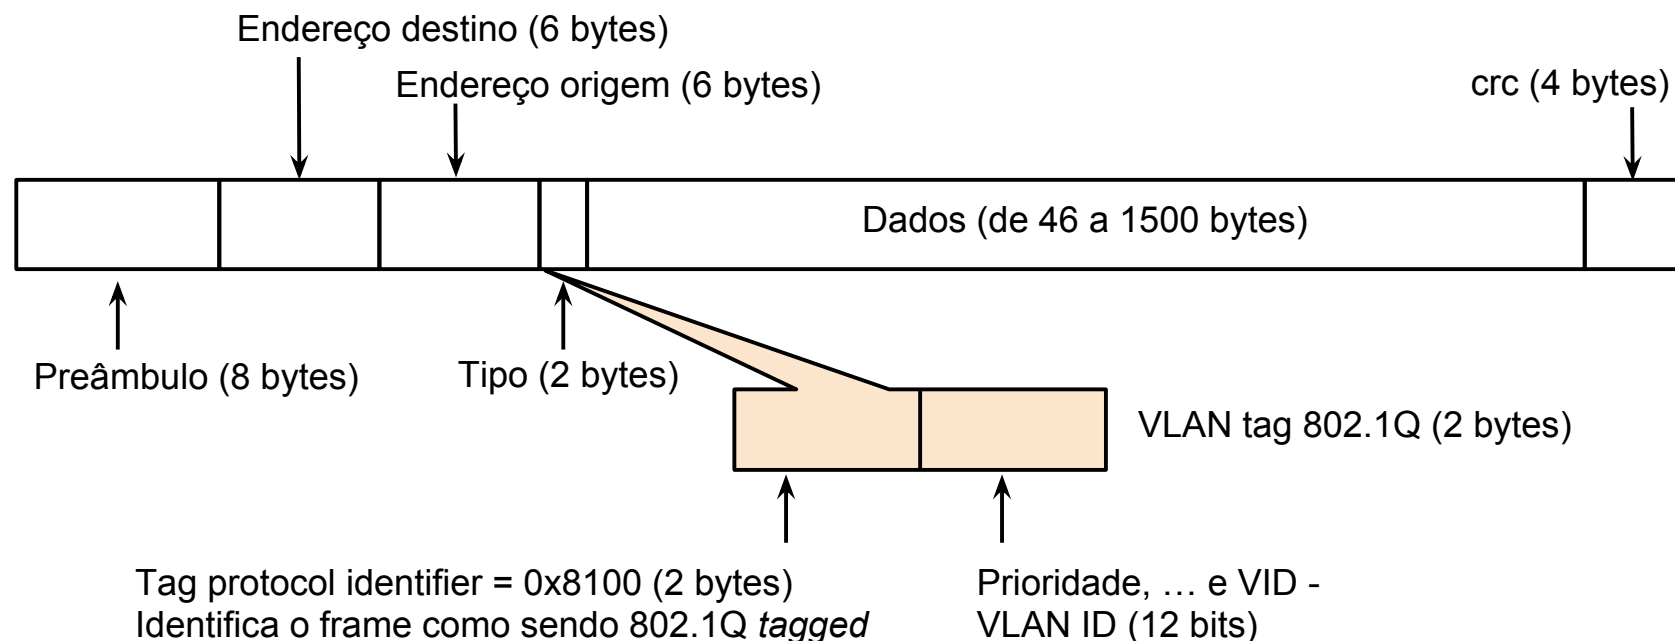 Endereço destino (6 bytes)
Endereço origem (6 bytes)
crc (4 bytes)
Dados (de 46 a 1500 bytes)
Preâmbulo (8 bytes)
Tipo (2 bytes)
VLAN tag 802.1Q (2 bytes)
Tag protocol identifier = 0x8100 (2 bytes)
Identifica o frame como sendo 802.1Q tagged
Prioridade, … e VID -
VLAN ID (12 bits)